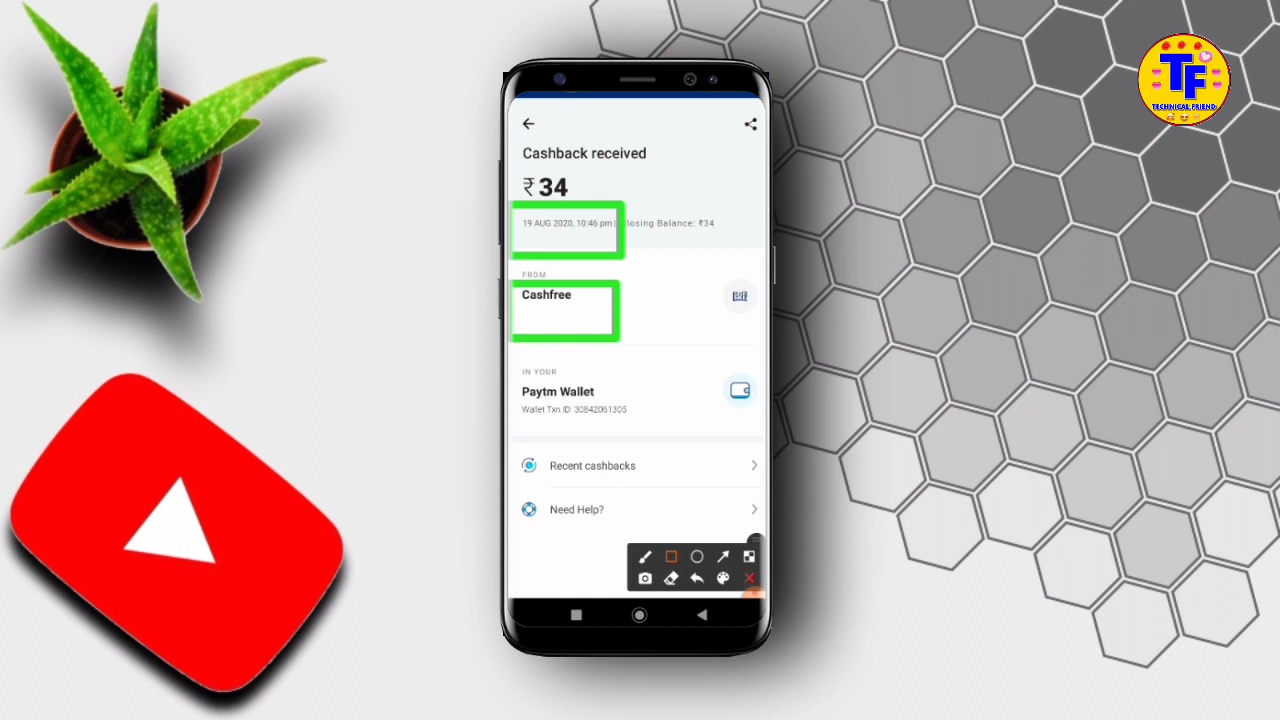 Cashback received
₹34
19 AUG 2020, 10:46 pm | Closing Balance: ₹34
FROM
Cashfree
IN YOUR
Paytm Wallet
Wallet Txn ID: 30842061305
Recent cashbacks
Need Help?
TF
TECHNICAL FRIEND